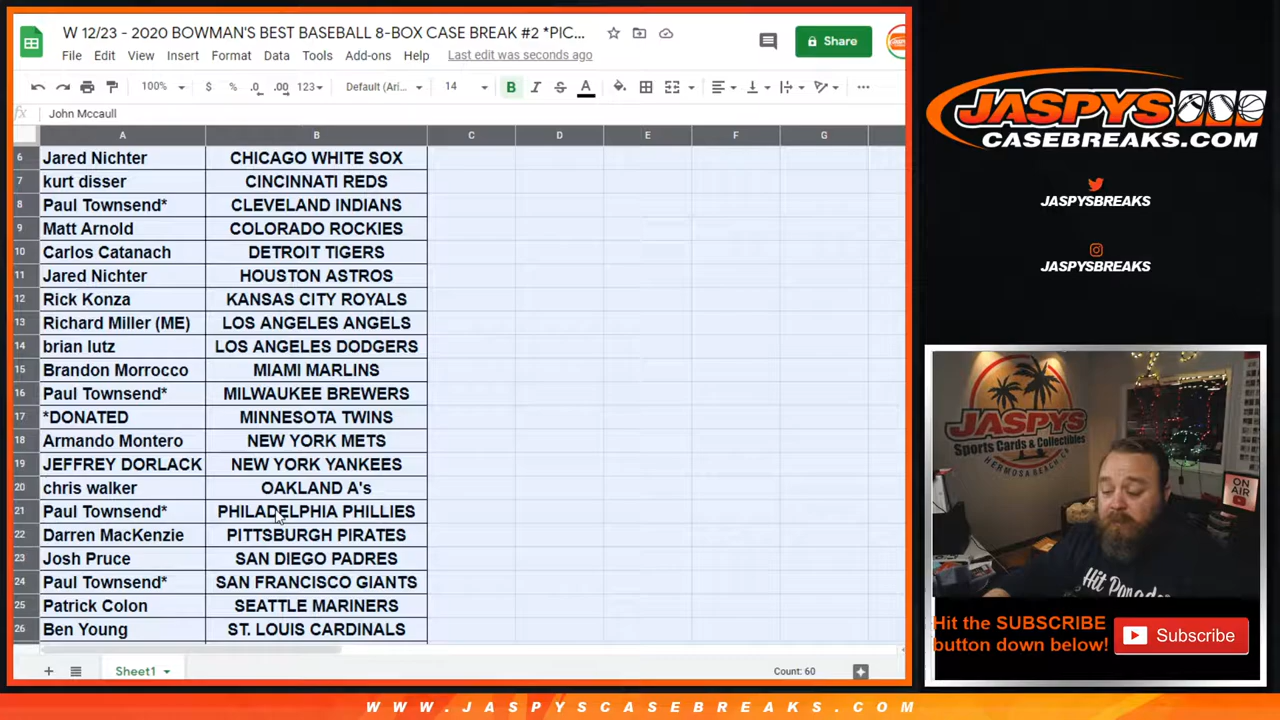 W 12/23 - 2020 BOWMAN'S BEST BASEBALL 8-BOX CASE BREAK #2 *PIC...
File Edit View Insert Format Data Tools Add-ons Help Last edit was seconds ago
Share
100% $ % .0 .00 123 Default (Ari... 14 B I S A
fx John Mccaull
A B C D E F G
6 Jared Nichter CHICAGO WHITE SOX
7 kurt disser CINCINNATI REDS
8 Paul Townsend* CLEVELAND INDIANS
9 Matt Arnold COLORADO ROCKIES
10 Carlos Catanach DETROIT TIGERS
11 Jared Nichter HOUSTON ASTROS
12 Rick Konza KANSAS CITY ROYALS
13 Richard Miller (ME) LOS ANGELES ANGELS
14 brian lutz LOS ANGELES DODGERS
15 Brandon Morrocco MIAMI MARLINS
16 Paul Townsend* MILWAUKEE BREWERS
17 *DONATED MINNESOTA TWINS
18 Armando Montero NEW YORK METS
19 JEFFREY DORLACK NEW YORK YANKEES
20 chris walker OAKLAND A's
21 Paul Townsend* PHILADELPHIA PHILLIES
22 Darren MacKenzie PITTSBURGH PIRATES
23 Josh Pruce SAN DIEGO PADRES
24 Paul Townsend* SAN FRANCISCO GIANTS
25 Patrick Colon SEATTLE MARINERS
26 Ben Young ST. LOUIS CARDINALS
Sheet1
Count: 60
JASPYS
CASEBREAKS.COM
JASPYSBREAKS
JASPYSBREAKS
JASPYS
Sports Cards & Collectibles
HERMOSA BEACH, CA
ON AIR
Hit Parade
Hit the SUBSCRIBE
button down below!
Subscribe
WWW.JASPYSCASEBREAKS.COM